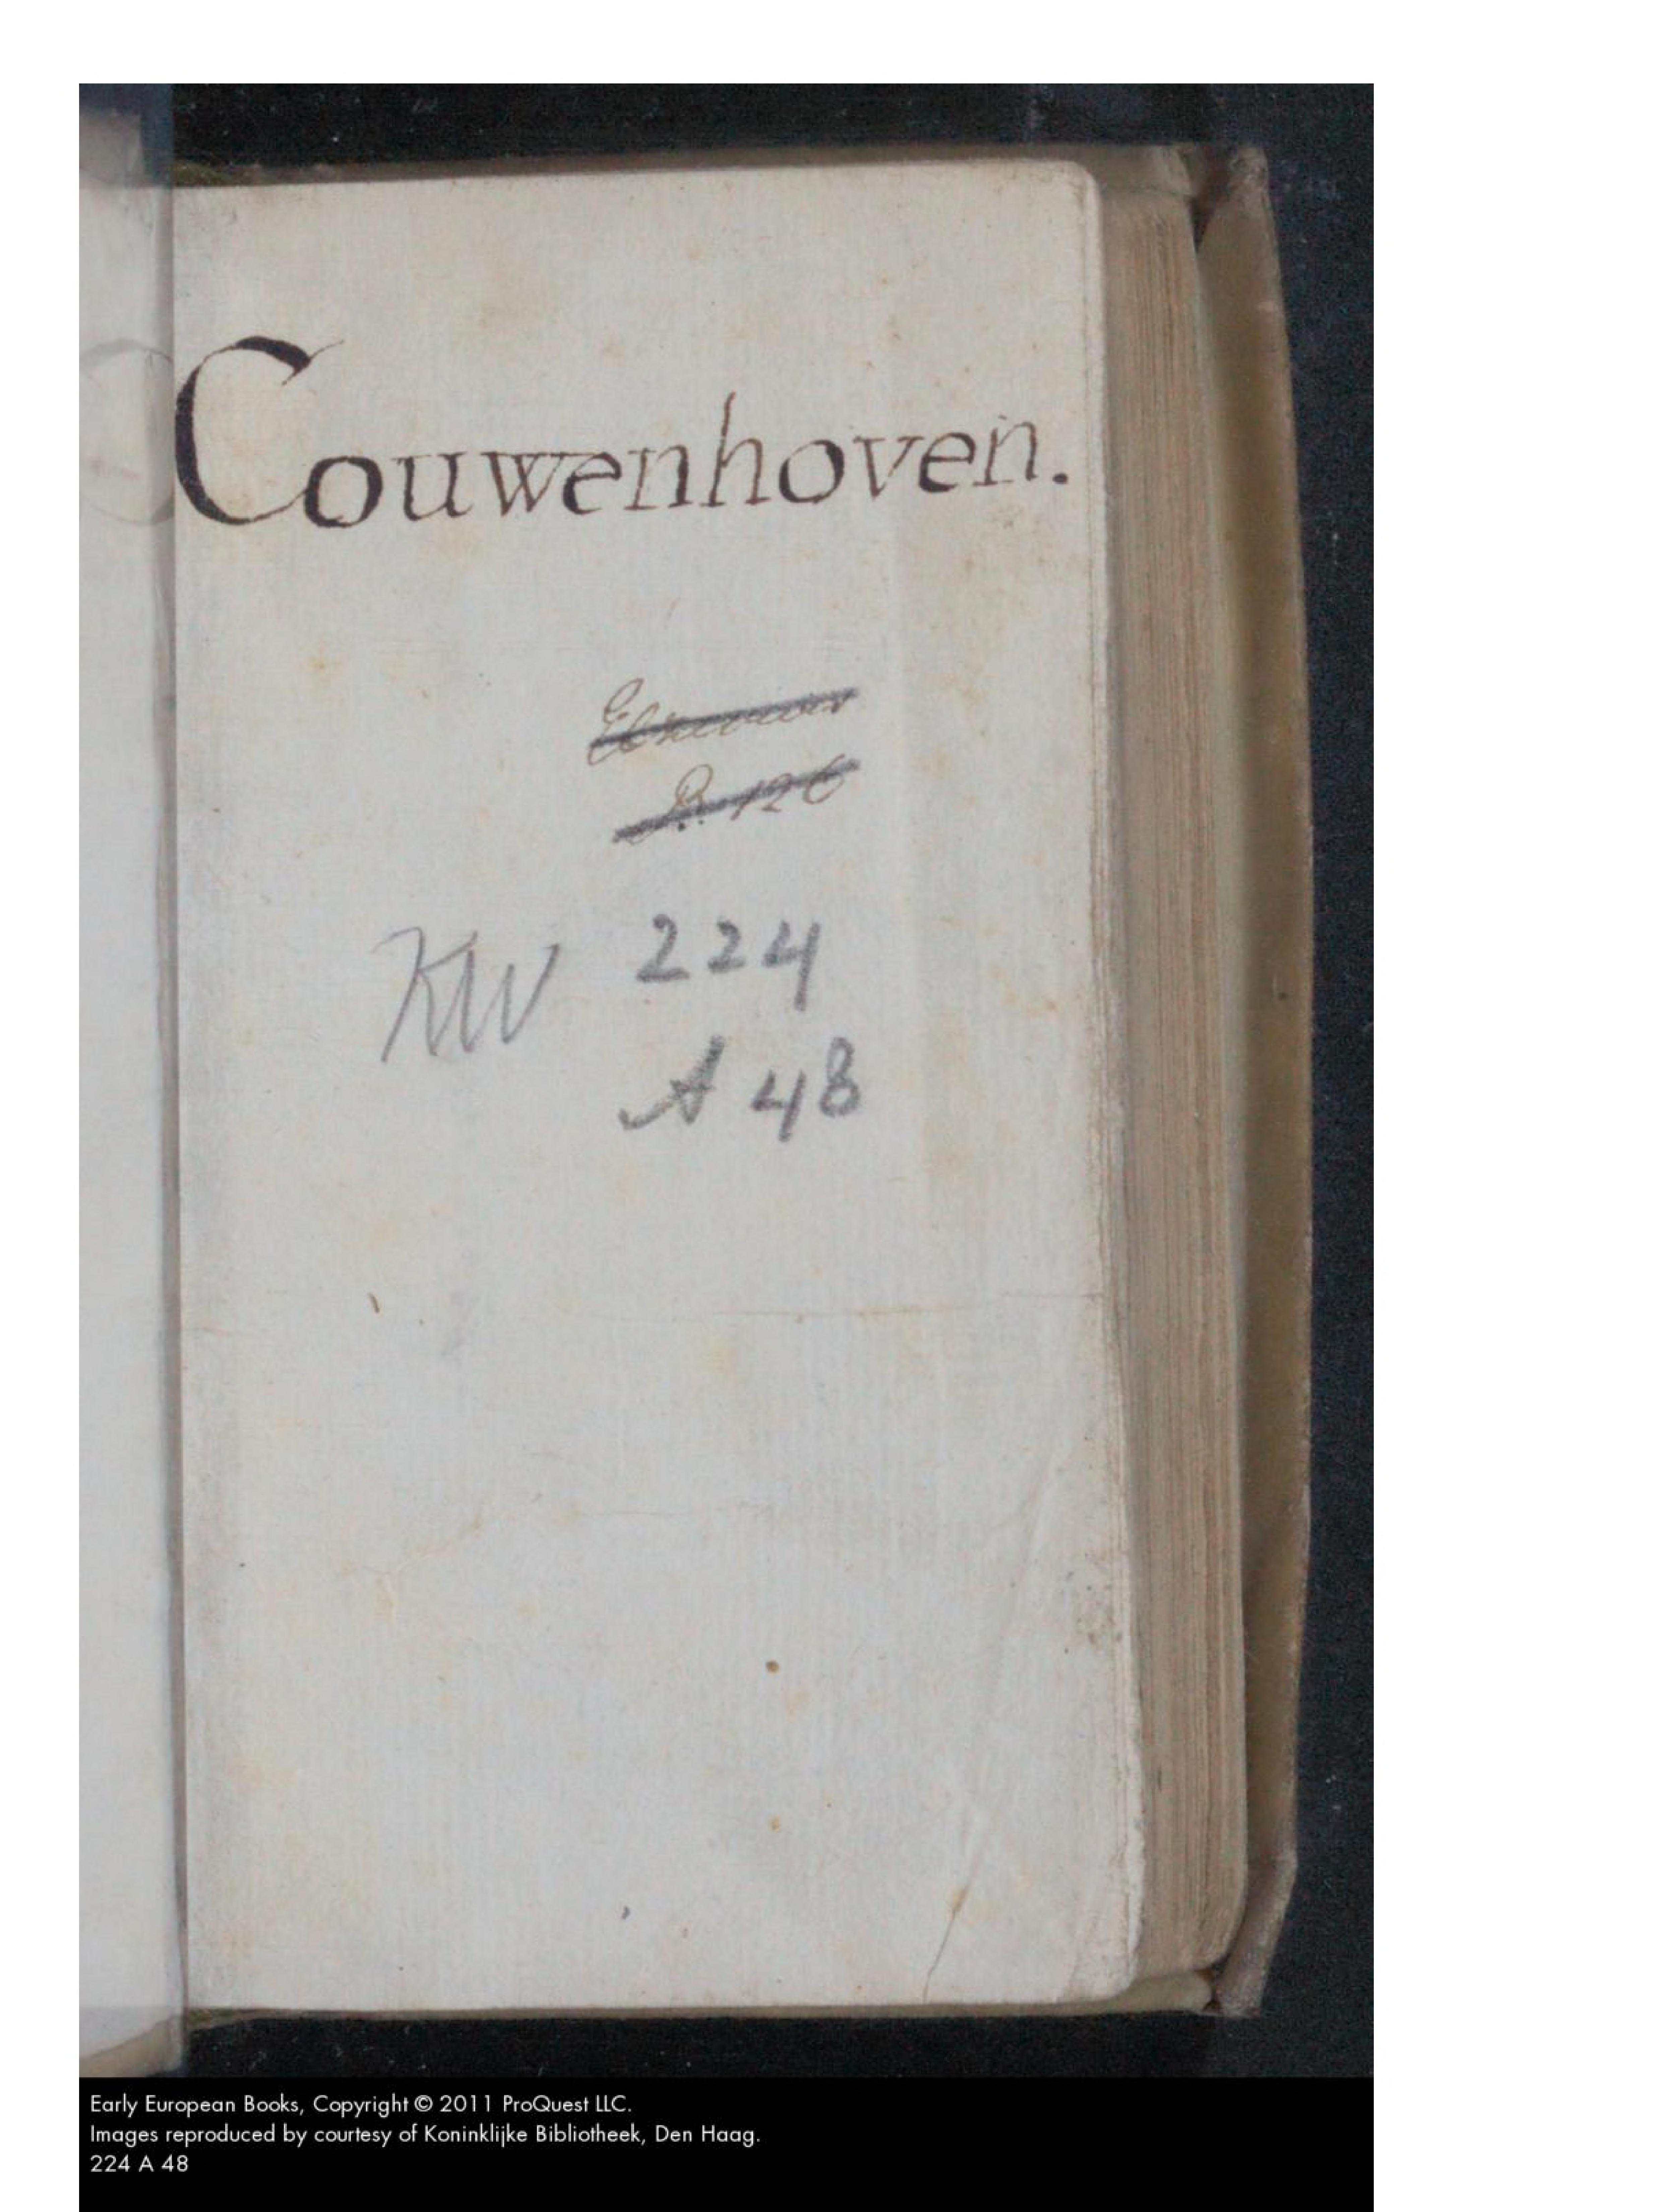 Couwenhoven.
B. 126
KW 224
A 48
Early European Books, Copyright © 2011 ProQuest LLC.
Images reproduced by courtesy of Koninklijke Bibliotheek, Den Haag.
224 A 48